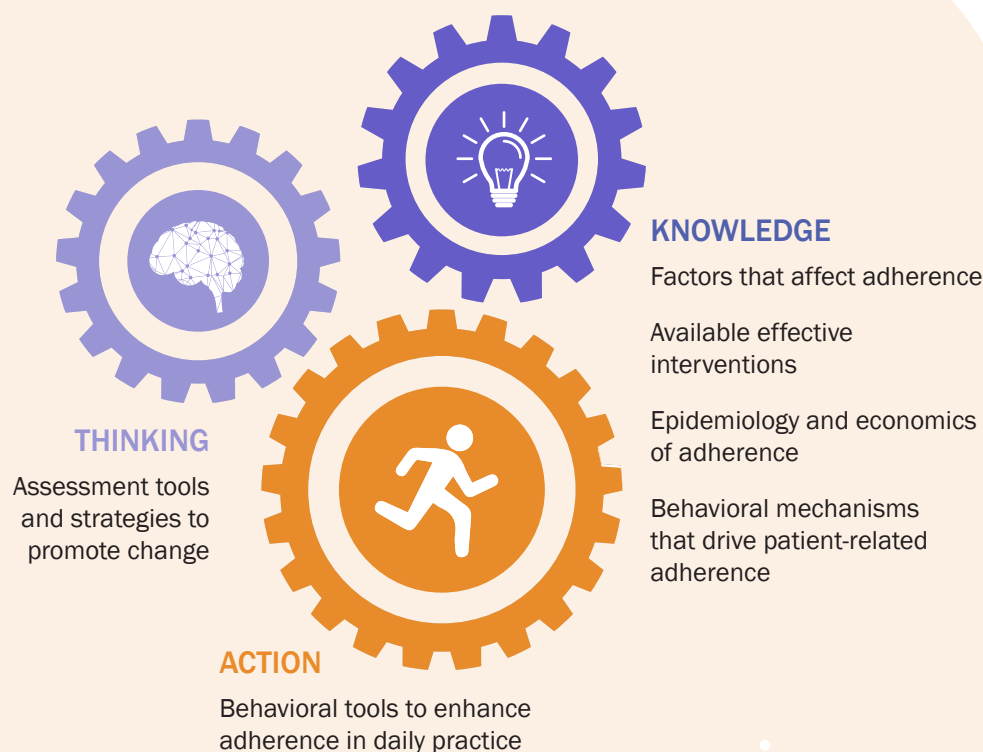 KNOWLEDGE
Factors that affect adherence
Available effective
interventions
Epidemiology and economics
of adherence
Behavioral mechanisms
that drive patient-related
adherence
THINKING
Assessment tools
and strategies to
promote change
ACTION
Behavioral tools to enhance
adherence in daily practice